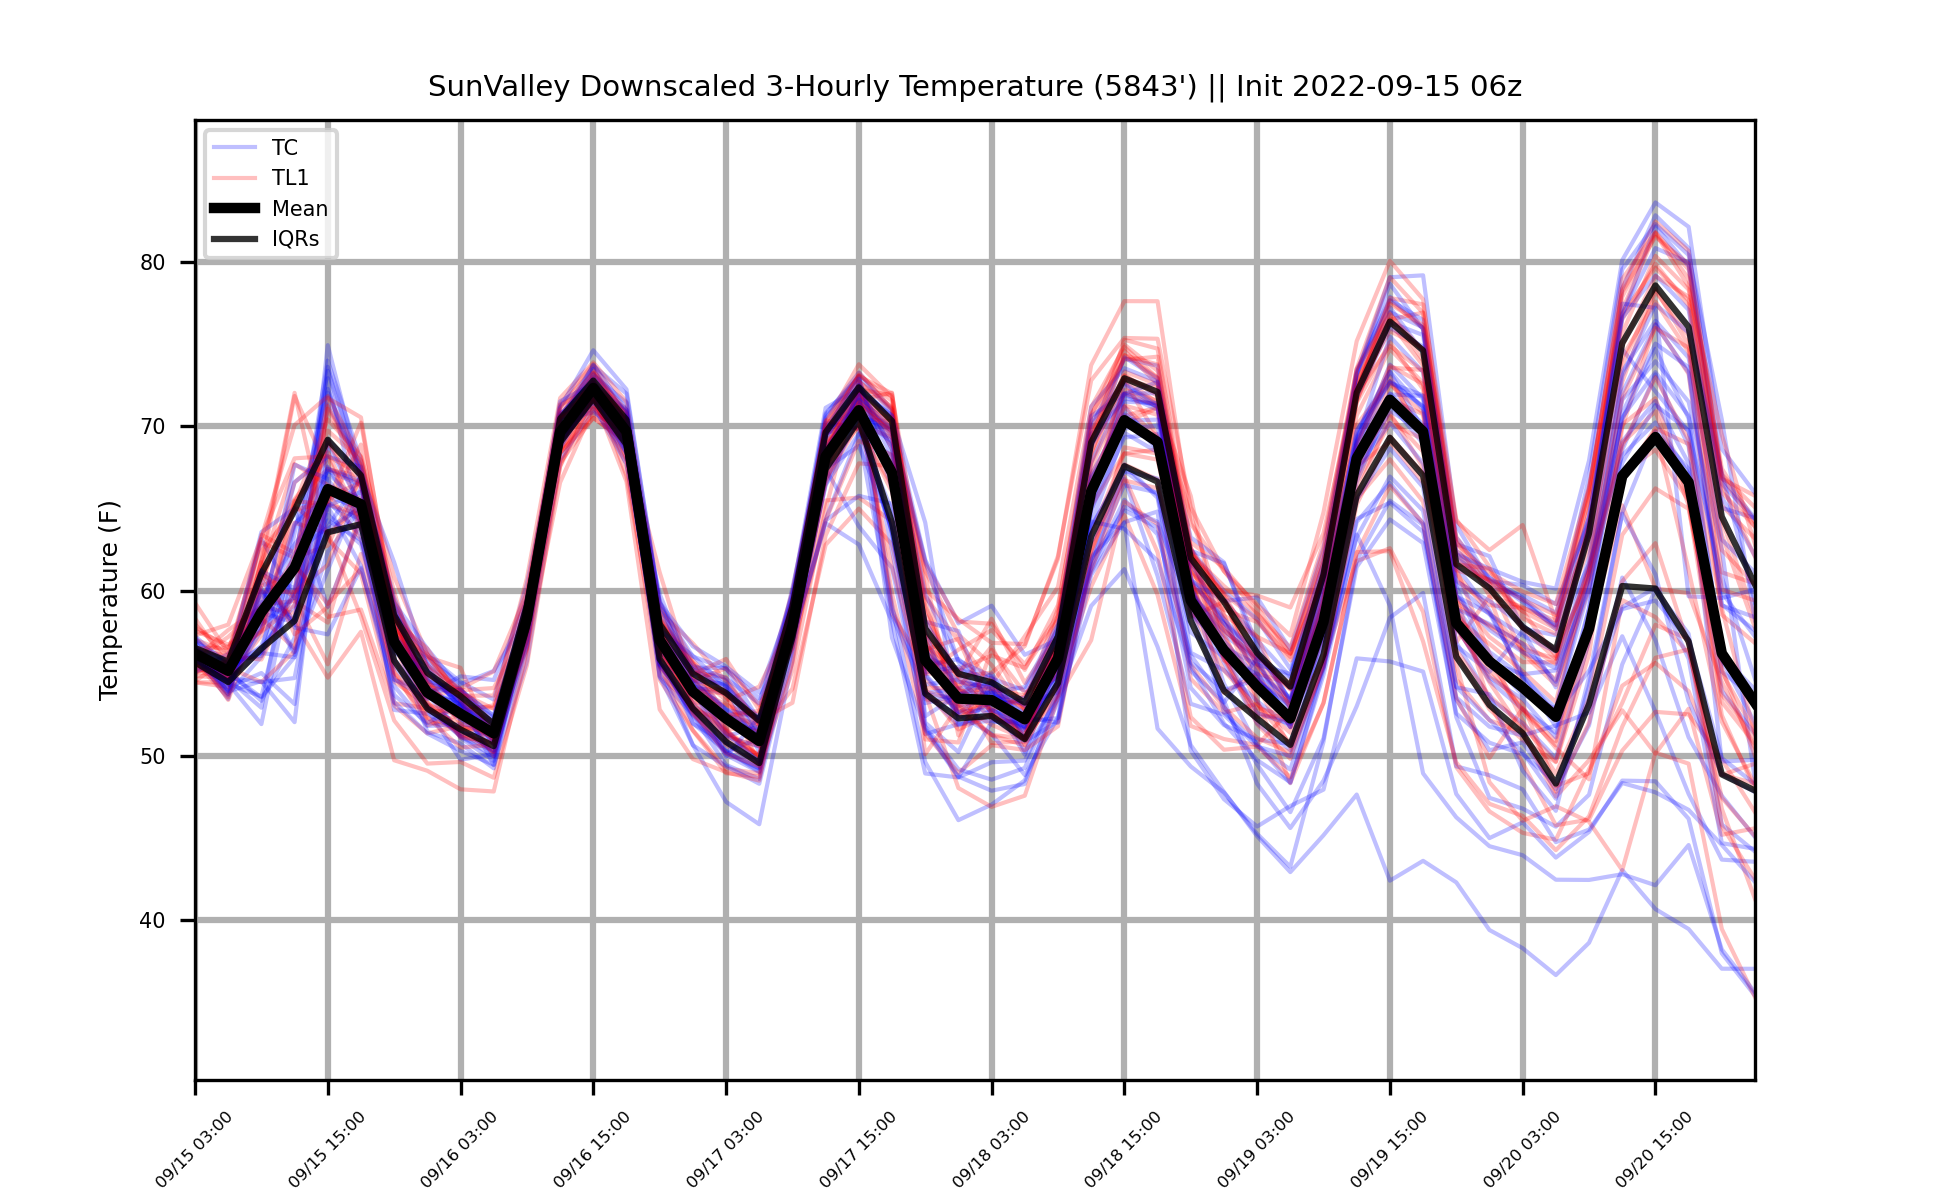 SunValley Downscaled 3-Hourly Temperature (5843') || Init 2022-09-15 06z
TC
TL1
Mean
IQRs
Temperature (F)
80
70
60
50
40
09/15 03:00
09/15 15:00
09/16 03:00
09/16 15:00
09/17 03:00
09/17 15:00
09/18 03:00
09/18 15:00
09/19 03:00
09/19 15:00
09/20 03:00
09/20 15:00